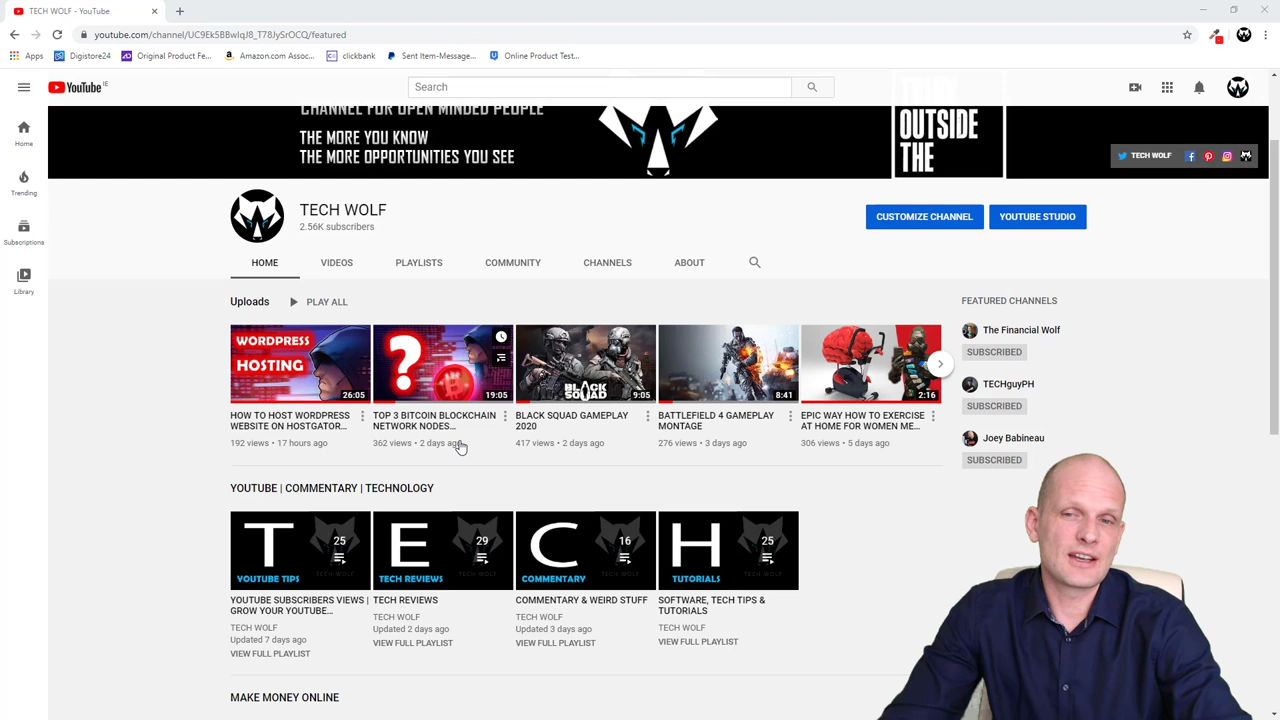 TECH WOLF - YouTube
youtube.com/channel/UC9Ek5BBwIqJ8_T78JySrOCQ/featured
Apps
Digistore24
Original Product Fe...
Amazon.com Assoc...
clickbank
Sent Item-Message...
Online Product Test...
YouTube IE
Search
CHANNEL FOR OPEN MINDED PEOPLE
THE MORE YOU KNOW
THE MORE OPPORTUNITIES YOU SEE
THINK
OUTSIDE
THE
TECH WOLF
Home
Trending
Subscriptions
Library
TECH WOLF
2.56K subscribers
CUSTOMIZE CHANNEL
YOUTUBE STUDIO
HOME
VIDEOS
PLAYLISTS
COMMUNITY
CHANNELS
ABOUT
Uploads
PLAY ALL
WORDPRESS
HOSTING
26:05
HOW TO HOST WORDPRESS
WEBSITE ON HOSTGATOR...
192 views • 17 hours ago
?
19:05
TOP 3 BITCOIN BLOCKCHAIN
NETWORK NODES...
362 views • 2 days ago
BLACK
SQUAD
9:05
BLACK SQUAD GAMEPLAY
2020
417 views • 2 days ago
8:41
BATTLEFIELD 4 GAMEPLAY
MONTAGE
276 views • 3 days ago
2:16
EPIC WAY HOW TO EXERCISE
AT HOME FOR WOMEN ME...
306 views • 5 days ago
FEATURED CHANNELS
The Financial Wolf
SUBSCRIBED
TECHguyPH
SUBSCRIBED
Joey Babineau
SUBSCRIBED
YOUTUBE | COMMENTARY | TECHNOLOGY
T
25
YOUTUBE TIPS
YOUTUBE SUBSCRIBERS VIEWS |
GROW YOUR YOUTUBE...
TECH WOLF
Updated 7 days ago
VIEW FULL PLAYLIST
E
29
TECH REVIEWS
TECH REVIEWS
TECH WOLF
Updated 2 days ago
VIEW FULL PLAYLIST
C
16
COMMENTARY
COMMENTARY & WEIRD STUFF
TECH WOLF
Updated 3 days ago
VIEW FULL PLAYLIST
H
25
TUTORIALS
SOFTWARE, TECH TIPS &
TUTORIALS
TECH WOLF
VIEW FULL PLAYLIST
MAKE MONEY ONLINE